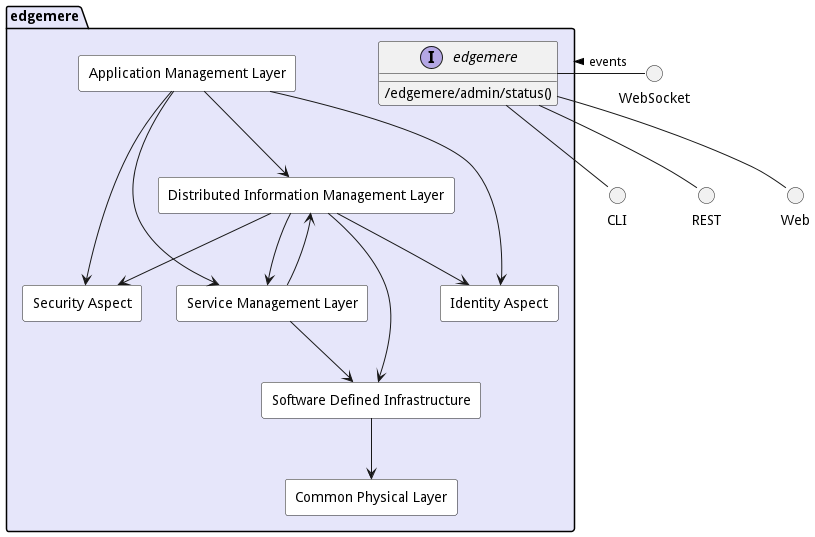 edgemere
Application Management Layer
I
edgemere
/edgemere/admin/status()
events
WebSocket
Distributed Information Management Layer
CLI
REST
Web
Security Aspect
Service Management Layer
Identity Aspect
Software Defined Infrastructure
Common Physical Layer